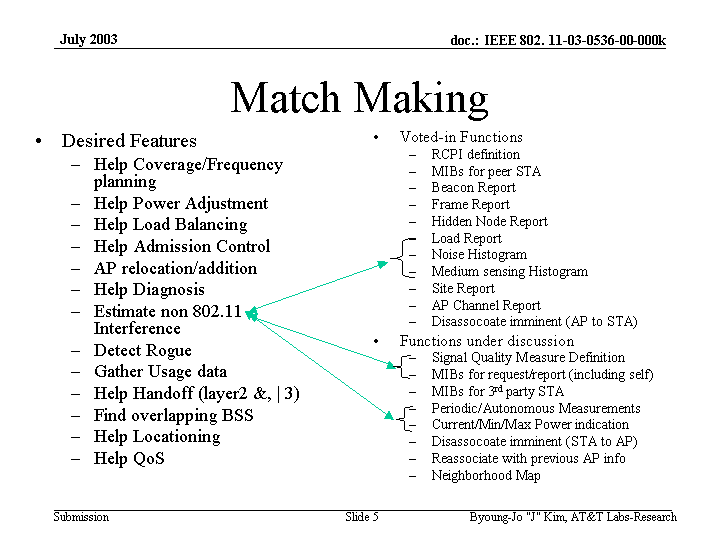 July 2003
doc.: IEEE 802. 11-03-0536-00-000k
Match Making
• Desired Features
– Help Coverage/Frequency
planning
– Help Power Adjustment
– Help Load Balancing
– Help Admission Control
– AP relocation/addition
– Help Diagnosis
– Estimate non 802.11
Interference
– Detect Rogue
– Gather Usage data
– Help Handoff (layer2 &, | 3)
– Find overlapping BSS
– Help Locationing
– Help QoS
• Voted-in Functions
– RCPI definition
– MIBs for peer STA
– Beacon Report
– Frame Report
– Hidden Node Report
– Load Report
– Noise Histogram
– Medium sensing Histogram
– Site Report
– AP Channel Report
– Disassocoate imminent (AP to STA)
• Functions under discussion
– Signal Quality Measure Definition
– MIBs for request/report (including self)
– MIBs for 3rd party STA
– Periodic/Autonomous Measurements
– Current/Min/Max Power indication
– Disassocoate imminent (STA to AP)
– Reassociate with previous AP info
– Neighborhood Map
Submission
Slide 5
Byoung-Jo "J" Kim, AT&T Labs-Research